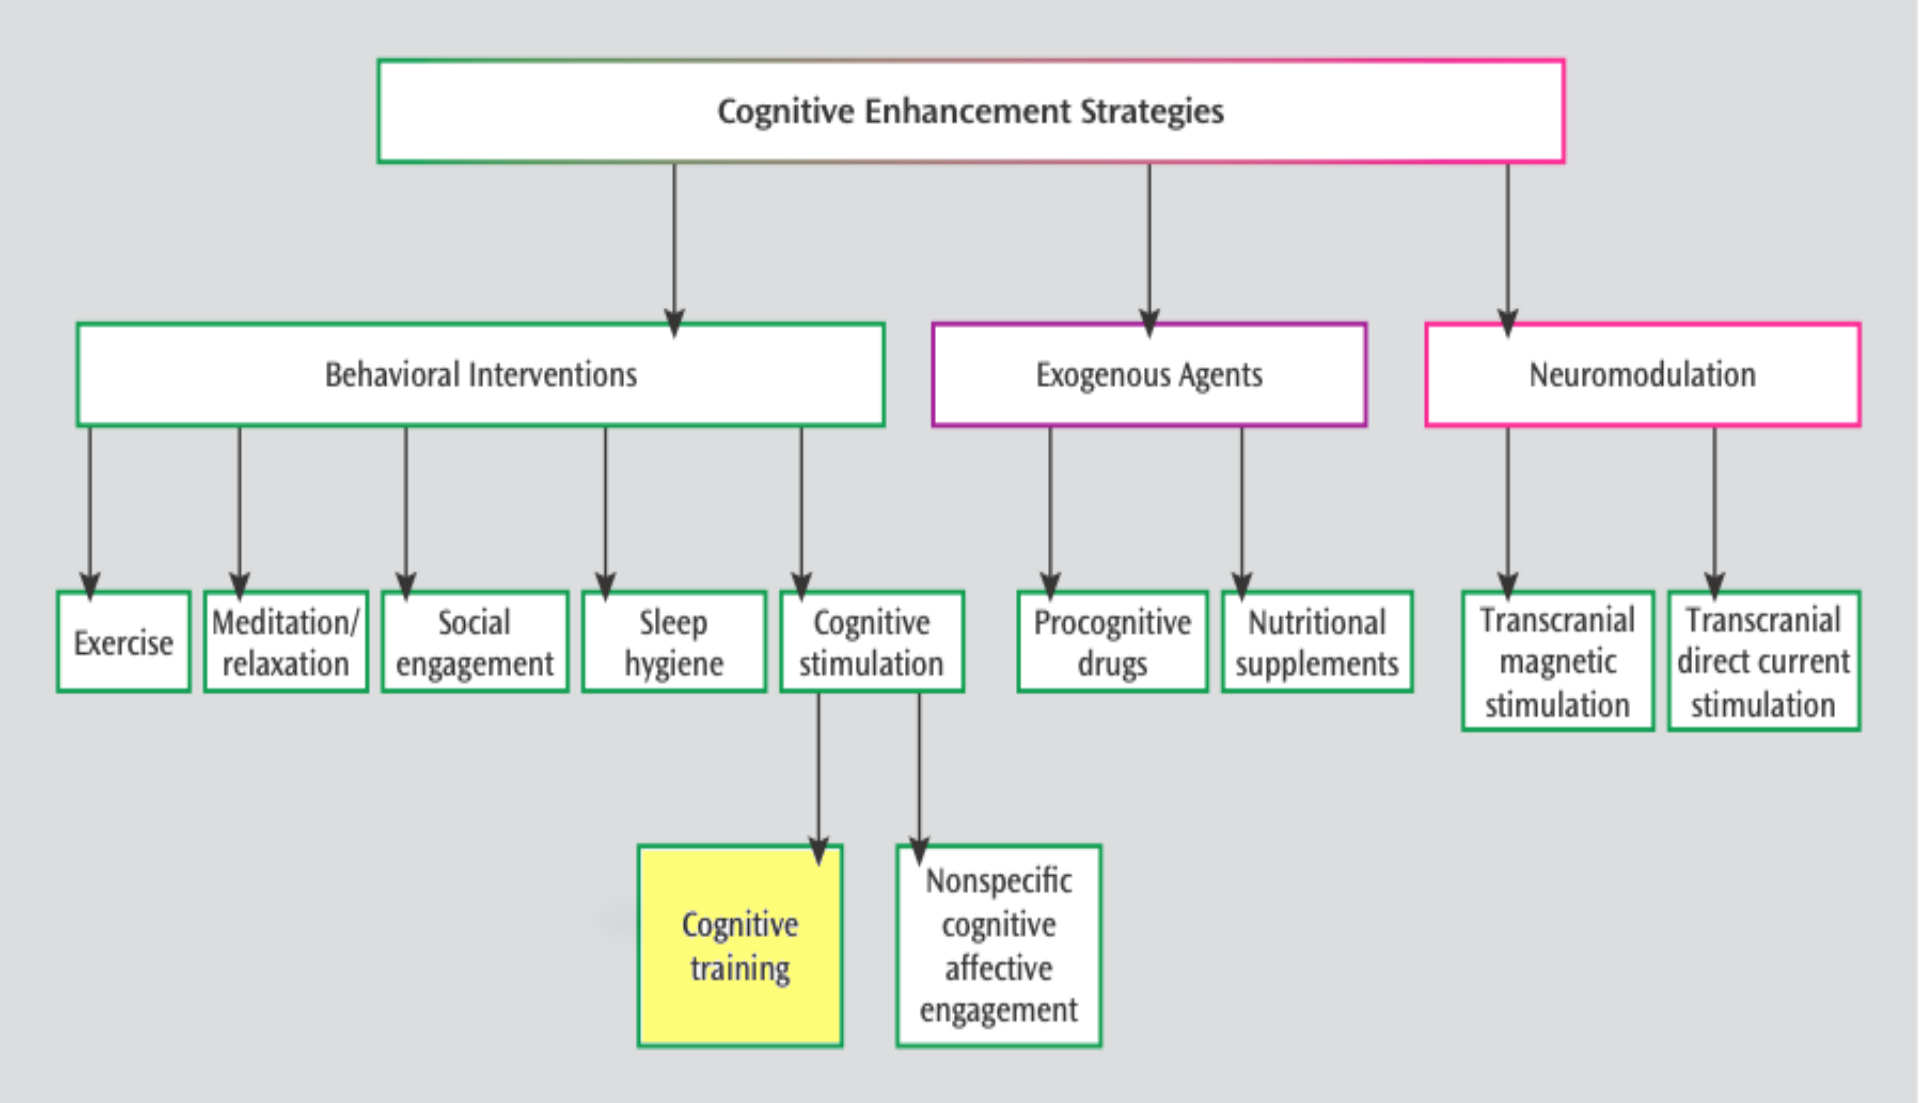 Cognitive Enhancement Strategies
Behavioral Interventions
Exogenous Agents
Neuromodulation
Exercise
Meditation/
relaxation
Social
engagement
Sleep
hygiene
Cognitive
stimulation
Procognitive
drugs
Nutritional
supplements
Transcranial
magnetic
stimulation
Transcranial
direct current
stimulation
Cognitive
training
Nonspecific
cognitive
affective
engagement